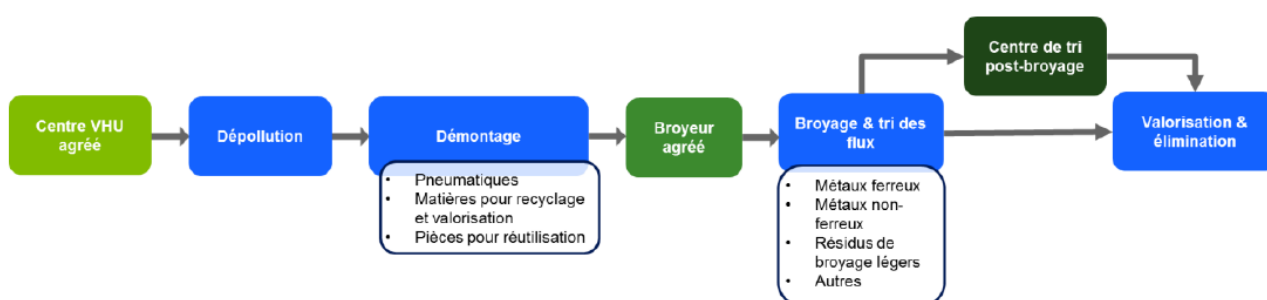 Centre de tri
post-broyage
Centre VHU
agréé
Dépollution
Démontage
Broyeur
agréé
Broyage & tri des
flux
Valorisation &
élimination
• Pneumatiques
• Matières pour recyclage
et valorisation
• Pièces pour réutilisation
• Métaux ferreux
• Métaux non-
ferreux
• Résidus de
broyage légers
• Autres